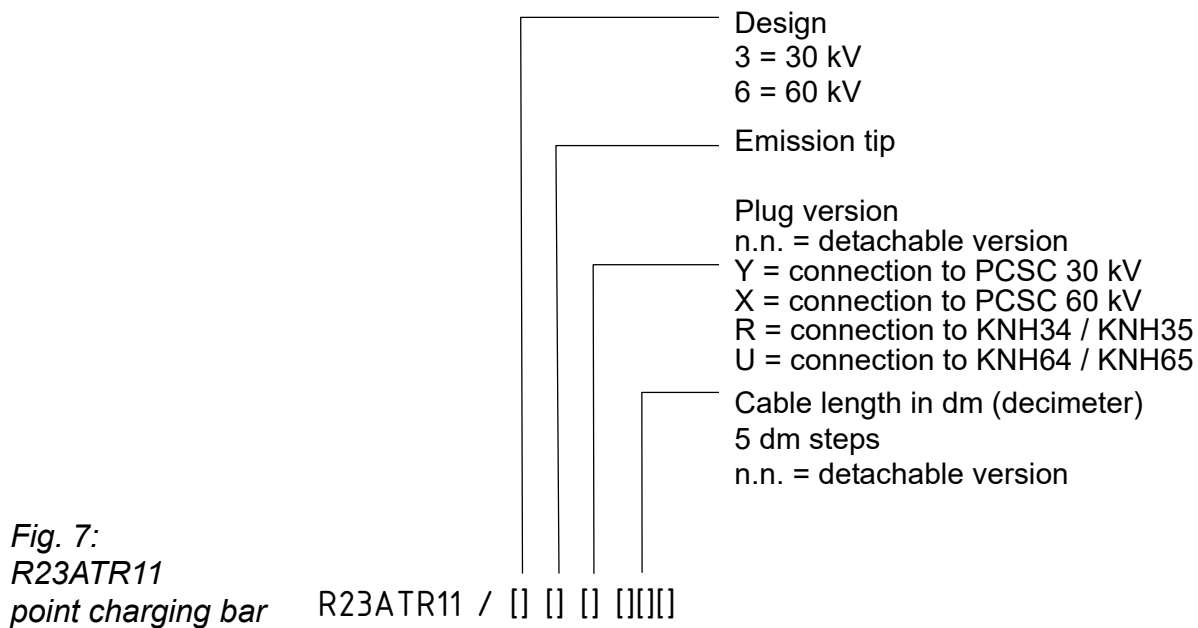 Design
3 = 30 kV
6 = 60 kV
Emission tip
Plug version
n.n. = detachable version
Y = connection to PCSC 30 kV
X = connection to PCSC 60 kV
R = connection to KNH34 / KNH35
U = connection to KNH64 / KNH65
Cable length in dm (decimeter)
5 dm steps
n.n. = detachable version
Fig. 7:
R23ATR11
point charging bar
R23ATR11 / [] [] [] [][][]